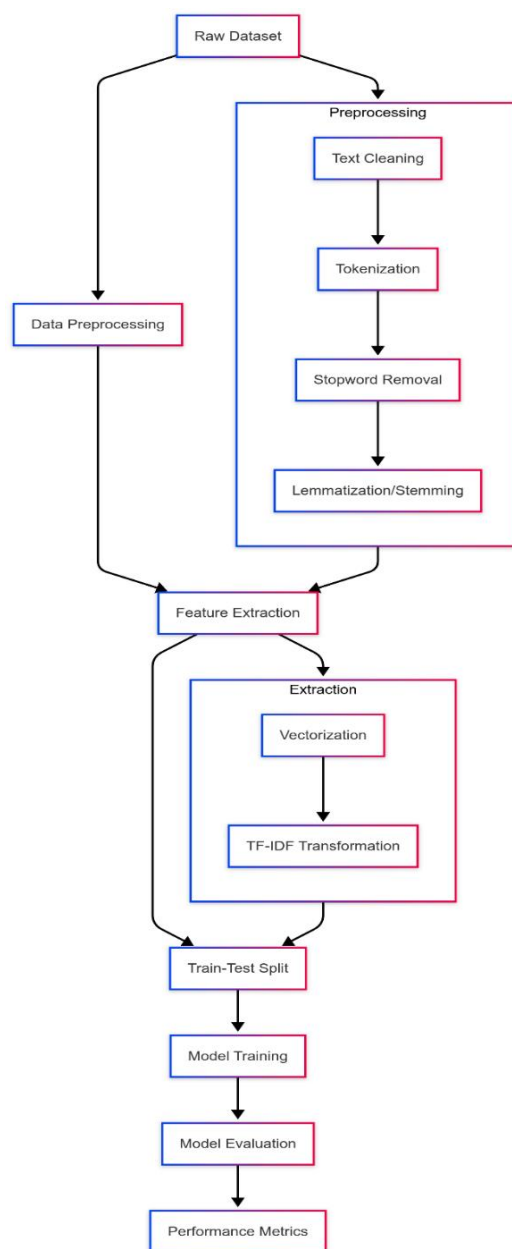 Raw Dataset
Preprocessing
Text Cleaning
Tokenization
Data Preprocessing
Stopword Removal
Lemmatization/Stemming
Feature Extraction
Extraction
Vectorization
TF-IDF Transformation
Train-Test Split
Model Training
Model Evaluation
Performance Metrics